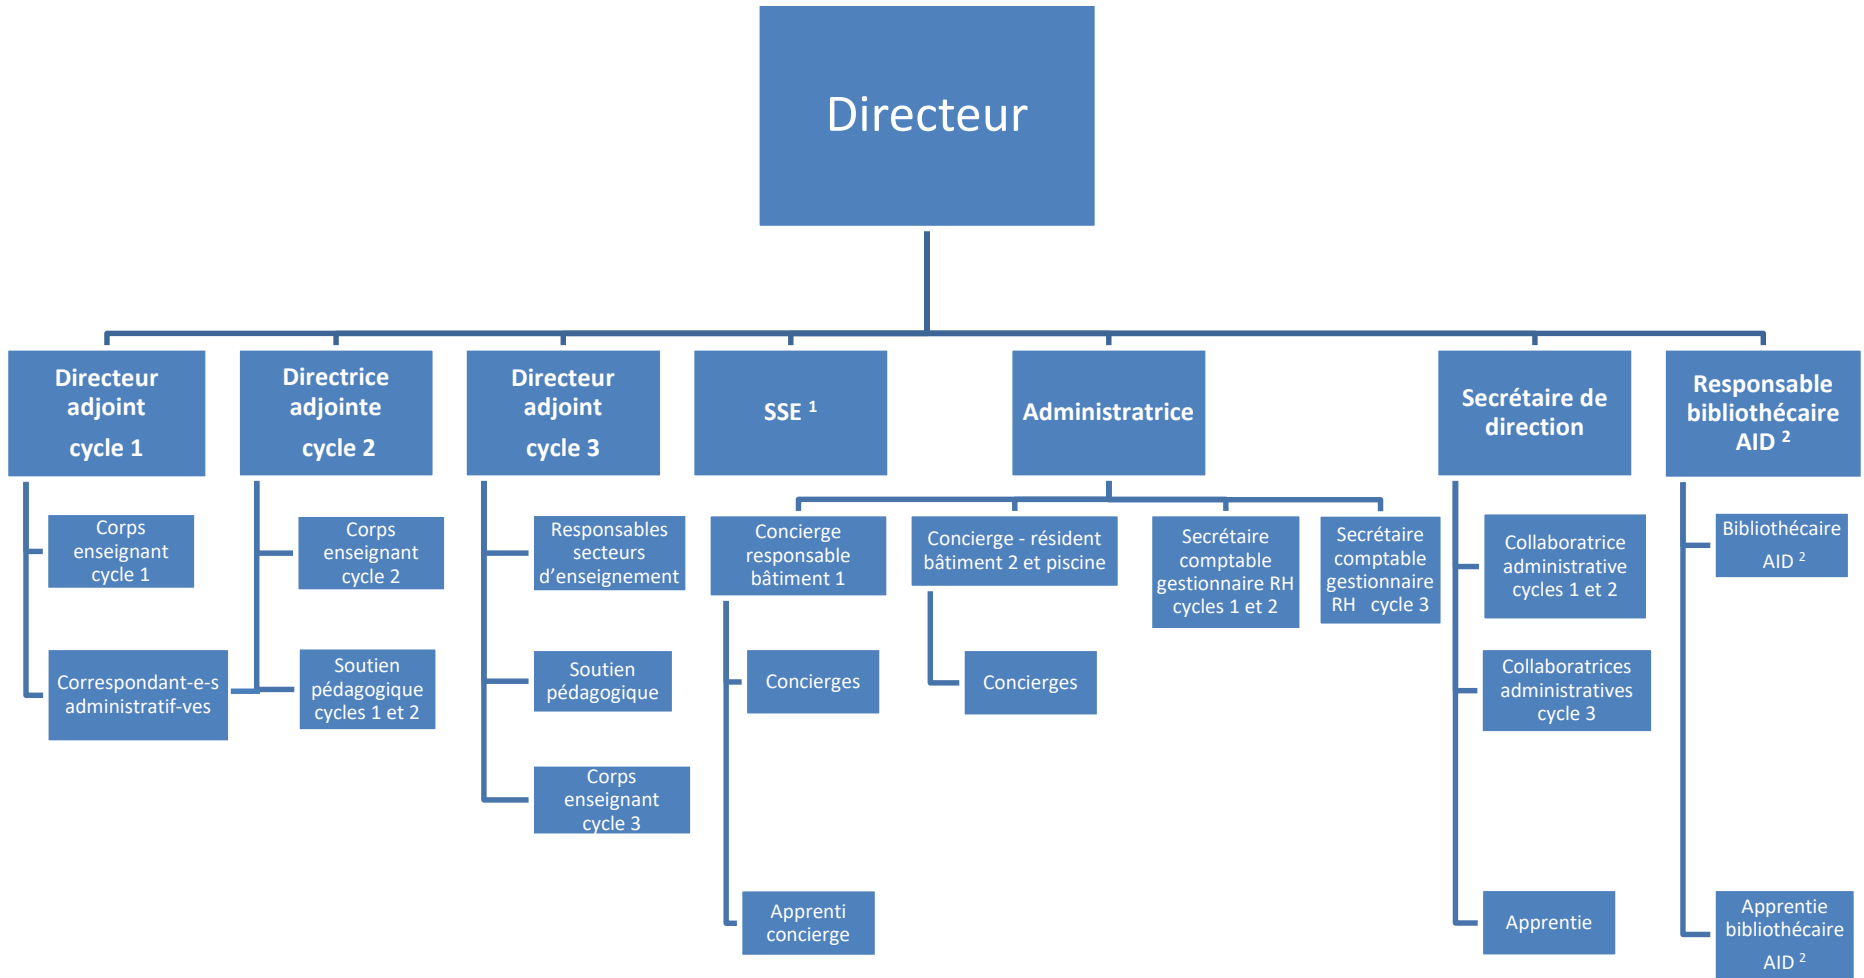 Directeur
Directeur
adjoint
cycle 1
Directrice
adjointe
cycle 2
Directeur
adjoint
cycle 3
SSE ¹
Administratrice
Secrétaire de
direction
Responsable
bibliothécaire
AID ²
Corps
enseignant
cycle 1
Corps
enseignant
cycle 2
Responsables
secteurs
d’enseignement
Concierge
responsable
bâtiment 1
Concierge - résident
bâtiment 2 et piscine
Secrétaire
comptable
gestionnaire RH
cycles 1 et 2
Secrétaire
comptable
gestionnaire
RH cycle 3
Collaboratrice
administrative
cycles 1 et 2
Bibliothécaire
AID ²
Correspondant-e-s
administratif-ves
Soutien
pédagogique
cycles 1 et 2
Soutien
pédagogique
Concierges
Concierges
Collaboratrices
administratives
cycle 3
Corps
enseignant
cycle 3
Apprenti
concierge
Apprentie
Apprentie
bibliothécaire
AID ²